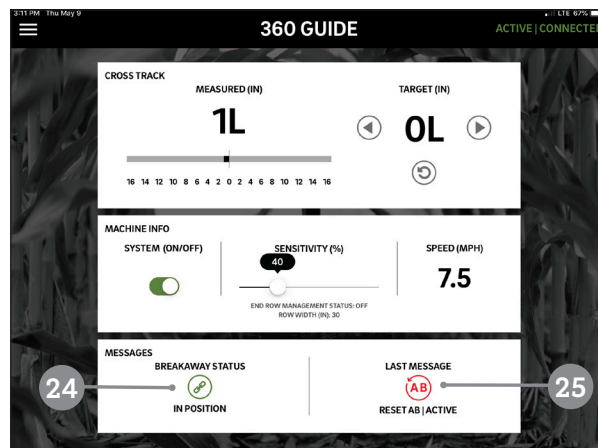 3:11 PM Thu May 9
LTE 67%
360 GUIDE
ACTIVE | CONNECTED
CROSS TRACK
MEASURED (IN)
TARGET (IN)
1L
0L
16 14 12 10 8 6 4 2 0 2 4 6 8 10 12 14 16
MACHINE INFO
SYSTEM (ON/OFF)
SENSITIVITY (%)
SPEED (MPH)
40
7.5
END ROW MANAGEMENT STATUS: OFF
ROW WIDTH (IN): 30
MESSAGES
BREAKAWAY STATUS
LAST MESSAGE
24
AB
25
IN POSITION
RESET AB | ACTIVE